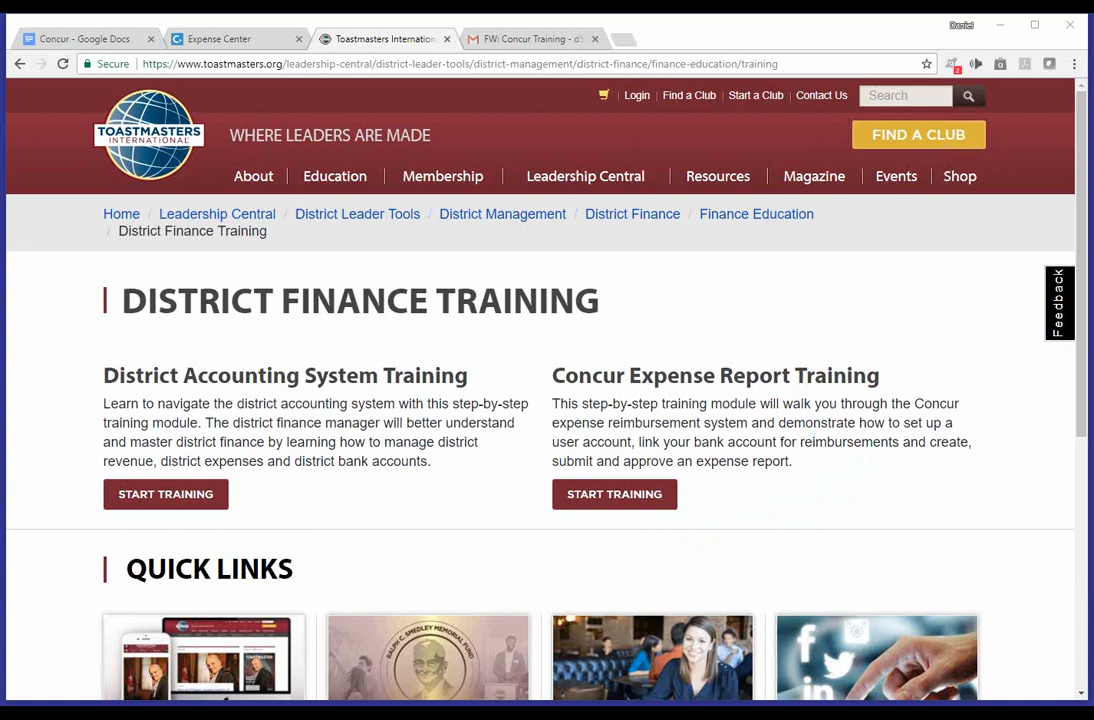 Daniel
Concur - Google Docs
Expense Center
Toastmasters Internation
FW: Concur Training - d5
Secure
https://www.toastmasters.org/leadership-central/district-leader-tools/district-management/district-finance/finance-education/training
2
Login Find a Club Start a Club Contact Us Search
TOASTMASTERS
INTERNATIONAL
WHERE LEADERS ARE MADE
FIND A CLUB
About Education Membership Leadership Central Resources Magazine Events Shop
Home / Leadership Central / District Leader Tools / District Management / District Finance / Finance Education
/ District Finance Training
Feedback
DISTRICT FINANCE TRAINING
District Accounting System Training
Learn to navigate the district accounting system with this step-by-step
training module. The district finance manager will better understand
and master district finance by learning how to manage district
revenue, district expenses and district bank accounts.
START TRAINING
Concur Expense Report Training
This step-by-step training module will walk you through the Concur
expense reimbursement system and demonstrate how to set up a
user account, link your bank account for reimbursements and create,
submit and approve an expense report.
START TRAINING
QUICK LINKS
RALPH C. SMEDLEY MEMORIAL FUND
f
in